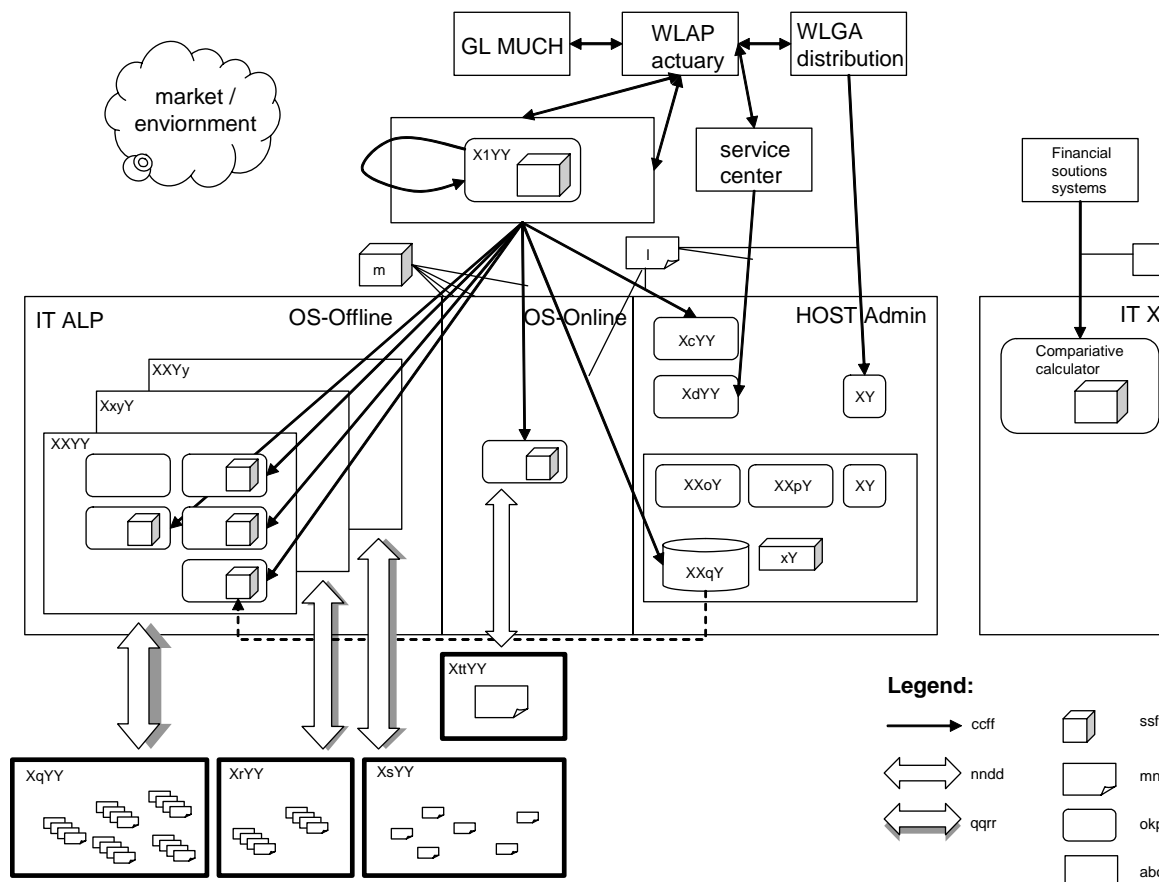 GL MUCH
WLAP
actuary
WLGA
distribution
market /
enviornment
X1YY
service
center
Financial
soutions
systems
m
l
IT ALP
OS-Offline
OS-Online
HOST Admin
IT X
XXYy
XxyY
XXYY
XcYY
XdYY
XY
Compariative
calculator
XXoY
XXpY
XY
XXqY
xY
XttYY
XqYY
XrYY
XsYY
Legend:
ccff
nndd
qqrr
ssf
mn
okp
abc